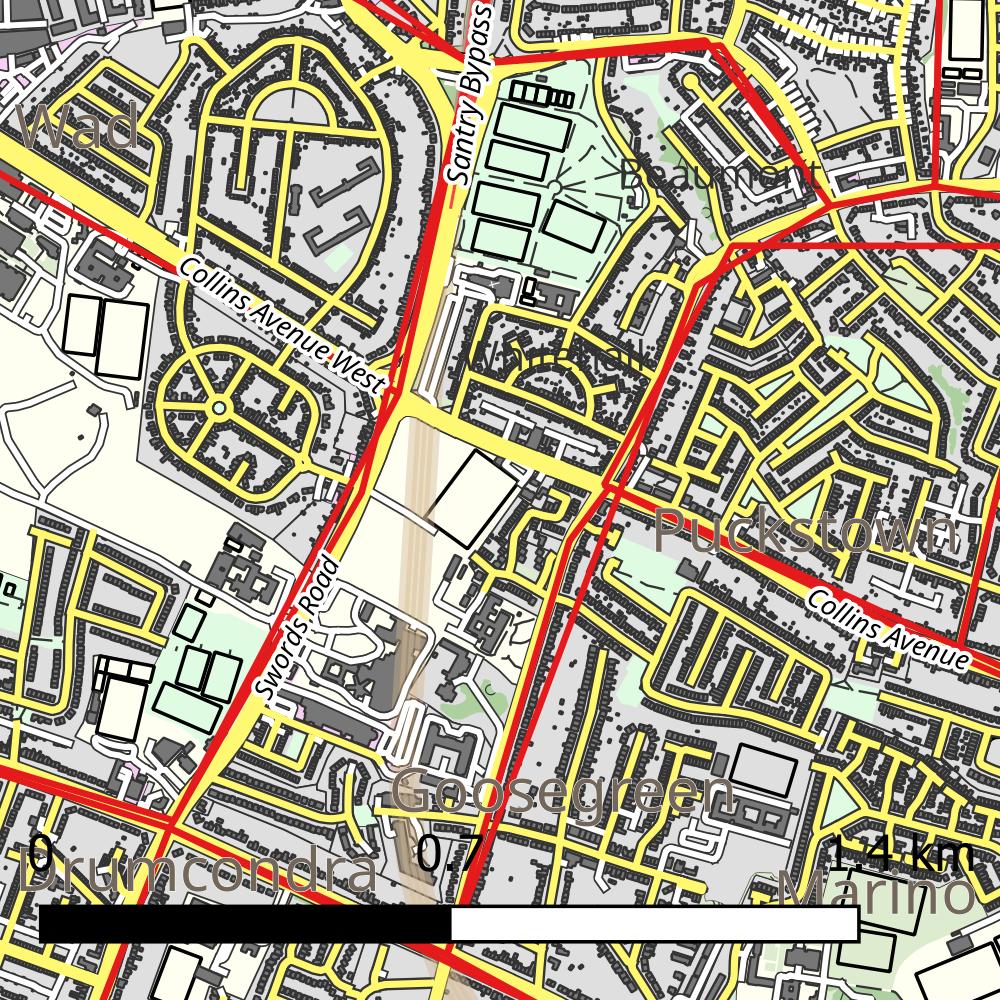 Santry Bypass
Wad
Beaumont
Collins Avenue West
Whitehall
Puckstown
Swords Road
Collins Avenue
Goosegreen
0 0.7 1.4 km
Drumcondra
Marino